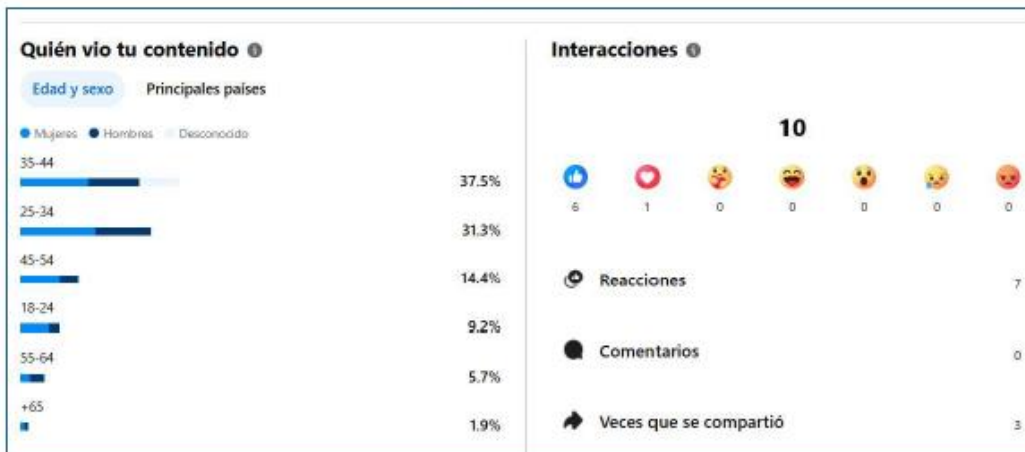 Quién vio tu contenido
Edad y sexo Principales países
Mujeres Hombres Desconocido
35-44
37.5%
25-34
31.3%
45-54
14.4%
18-24
9.2%
55-64
5.7%
+65
1.9%
Interacciones
10
6 1 0 0 0 0 0
Reacciones 7
Comentarios 0
Veces que se compartió 3